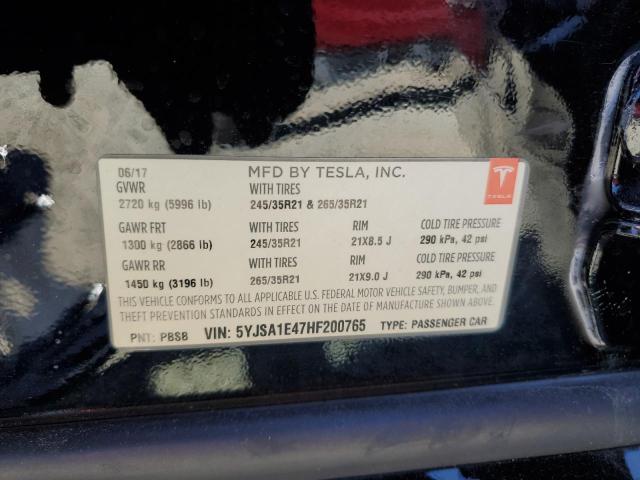 06/17 MFD BY TESLA, INC.
GVWR WITH TIRES
2720 kg (5996 lb) 245/35R21 & 265/35R21
TESLA
GAWR FRT WITH TIRES RIM COLD TIRE PRESSURE
1300 kg (2866 lb) 245/35R21 21X8.5 J 290 kPa, 42 psi
GAWR RR WITH TIRES RIM COLD TIRE PRESSURE
1450 kg (3196 lb) 265/35R21 21X9.0 J 290 kPa, 42 psi
THIS VEHICLE CONFORMS TO ALL APPLICABLE U.S. FEDERAL MOTOR VEHICLE SAFETY, BUMPER, AND
THEFT PREVENTION STANDARDS IN EFFECT ON THE DATE OF MANUFACTURE SHOWN ABOVE.
PNT: PBSB VIN: 5YJSA1E47HF200765 TYPE: PASSENGER CAR